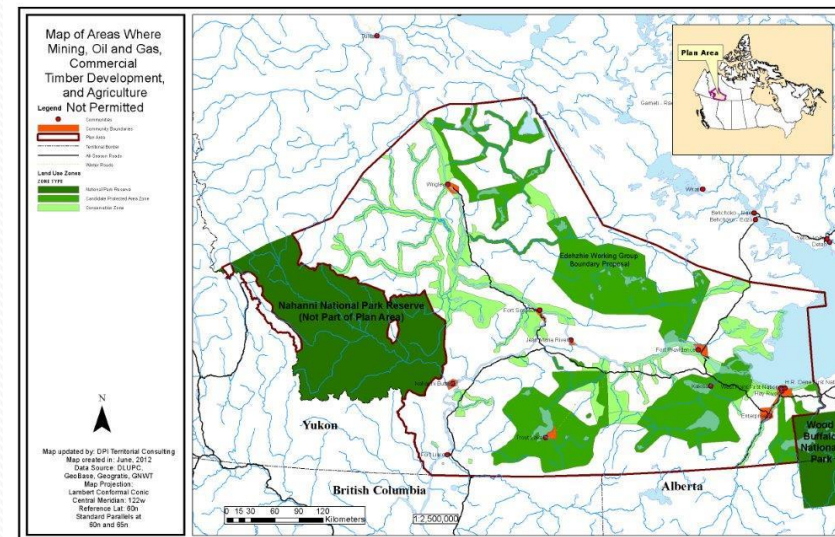 Map of Areas Where
Mining, Oil and Gas,
Commercial
Timber Development,
and Agriculture
Not Permitted
Legend
Communities
Community Boundaries
Plan Area
Territorial Border
All Season Roads
Winter Roads
Land Use Zones
ZONE TYPE
National Park Reserve
Candidate Protected Area Zone
Conservation Zone
N
Map updated by: DPI Territorial Consulting
Map created in: June, 2012
Data Source: DLUPC,
GeoBase, Geogratis, GNWT
Map Projection:
Lambert Conformal Conic
Central Meridian: 122w
Reference Lat: 60n
Standard Parallels at
60n and 65n
Plan Area
Wrigley
Edehzhie Working Group
Boundary Proposal
Nahanni National Park Reserve
(Not Part of Plan Area)
Fort Simpson
Jean Marie River
Fort Providence
Nahanni Butte
Kakisa
Hay River
Enterprise
Trout Lake
Fort Liard
Wood
Buffalo
National
Park
Yukon
British Columbia
Alberta
0 15 30 60 90 120
Kilometers
1:2,500,000